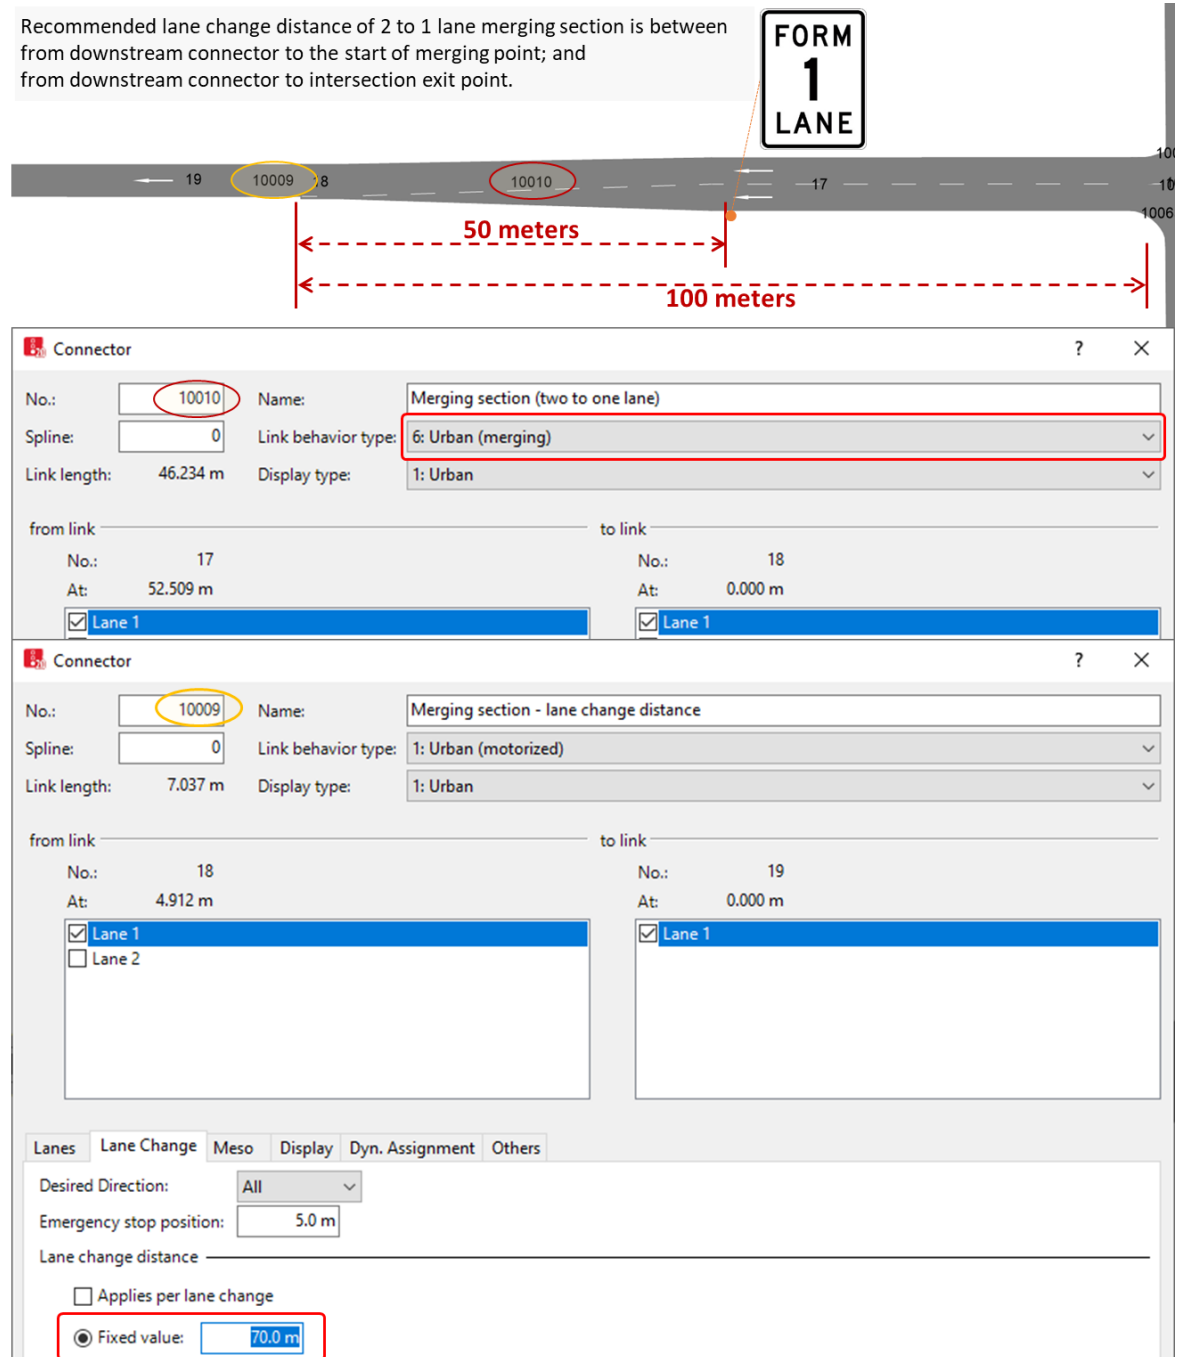 Recommended lane change distance of 2 to 1 lane merging section is between
from downstream connector to the start of merging point; and
from downstream connector to intersection exit point.
FORM
1
LANE
19
10009
18
10010
17
1006
50 meters
100 meters
Connector
? X
No.: 10010 Name: Merging section (two to one lane)
Spline: 0 Link behavior type: 6: Urban (merging)
Link length: 46.234 m Display type: 1: Urban
from link to link
No.: 17 No.: 18
At: 52.509 m At: 0.000 m
Lane 1 Lane 1
Connector
? X
No.: 10009 Name: Merging section - lane change distance
Spline: 0 Link behavior type: 1: Urban (motorized)
Link length: 7.037 m Display type: 1: Urban
from link to link
No.: 18 No.: 19
At: 4.912 m At: 0.000 m
Lane 1 Lane 1
Lane 2
Lanes Lane Change Meso Display Dyn. Assignment Others
Desired Direction: All
Emergency stop position: 5.0 m
Lane change distance
Applies per lane change
Fixed value: 70.0 m